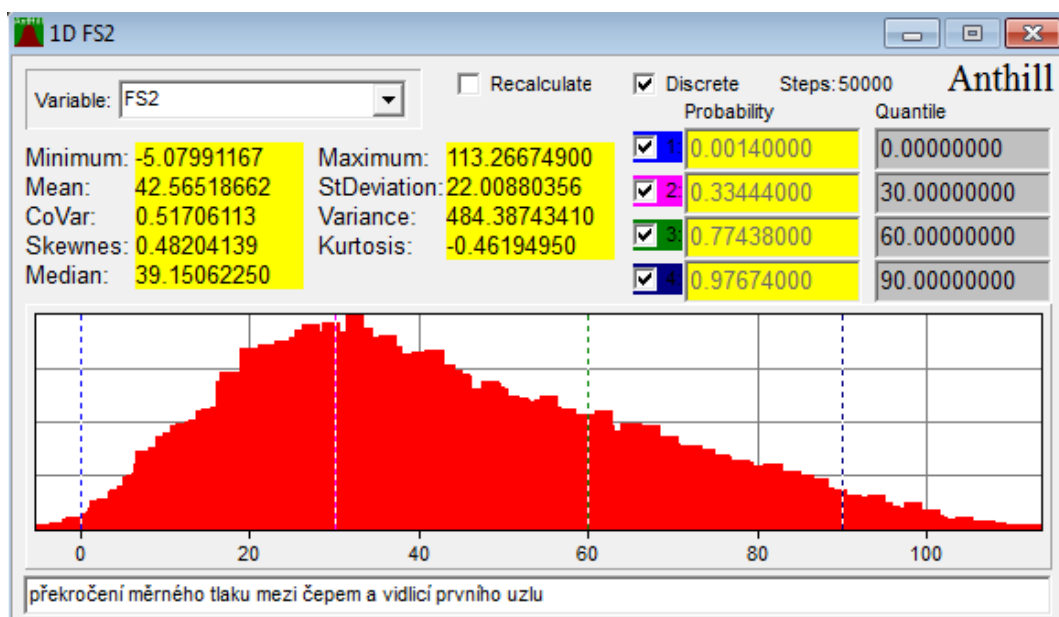 1D FS2
Variable: FS2
Recalculate
Discrete
Steps:50000
Anthill
Probability
Quantile
Minimum: -5.07991167
Maximum: 113.26674900
Mean: 42.56518662
StDeviation: 22.00880356
CoVar: 0.51706113
Variance: 484.38743410
Skewnes: 0.48204139
Kurtosis: -0.46194950
Median: 39.15062250
1: 0.00140000 0.00000000
2: 0.33444000 30.00000000
3: 0.77438000 60.00000000
4: 0.97674000 90.00000000
0 20 40 60 80 100
překročení měrného tlaku mezi čepem a vidlicí prvního uzlu